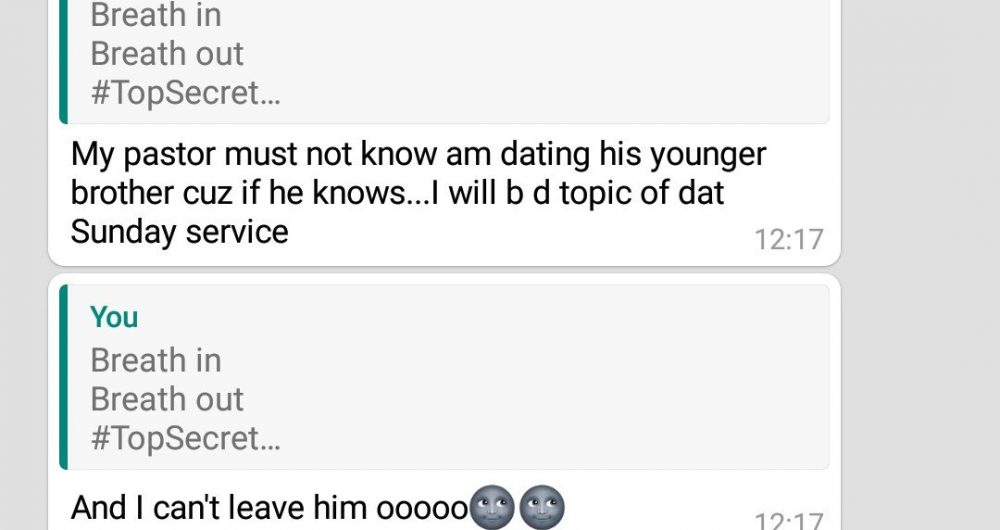 Breath in
Breath out
#TopSecret...
My pastor must not know am dating his younger
brother cuz if he knows...I will b d topic of dat
Sunday service
12:17
You
Breath in
Breath out
#TopSecret...
And I can't leave him ooooo🌚🌚
12:17